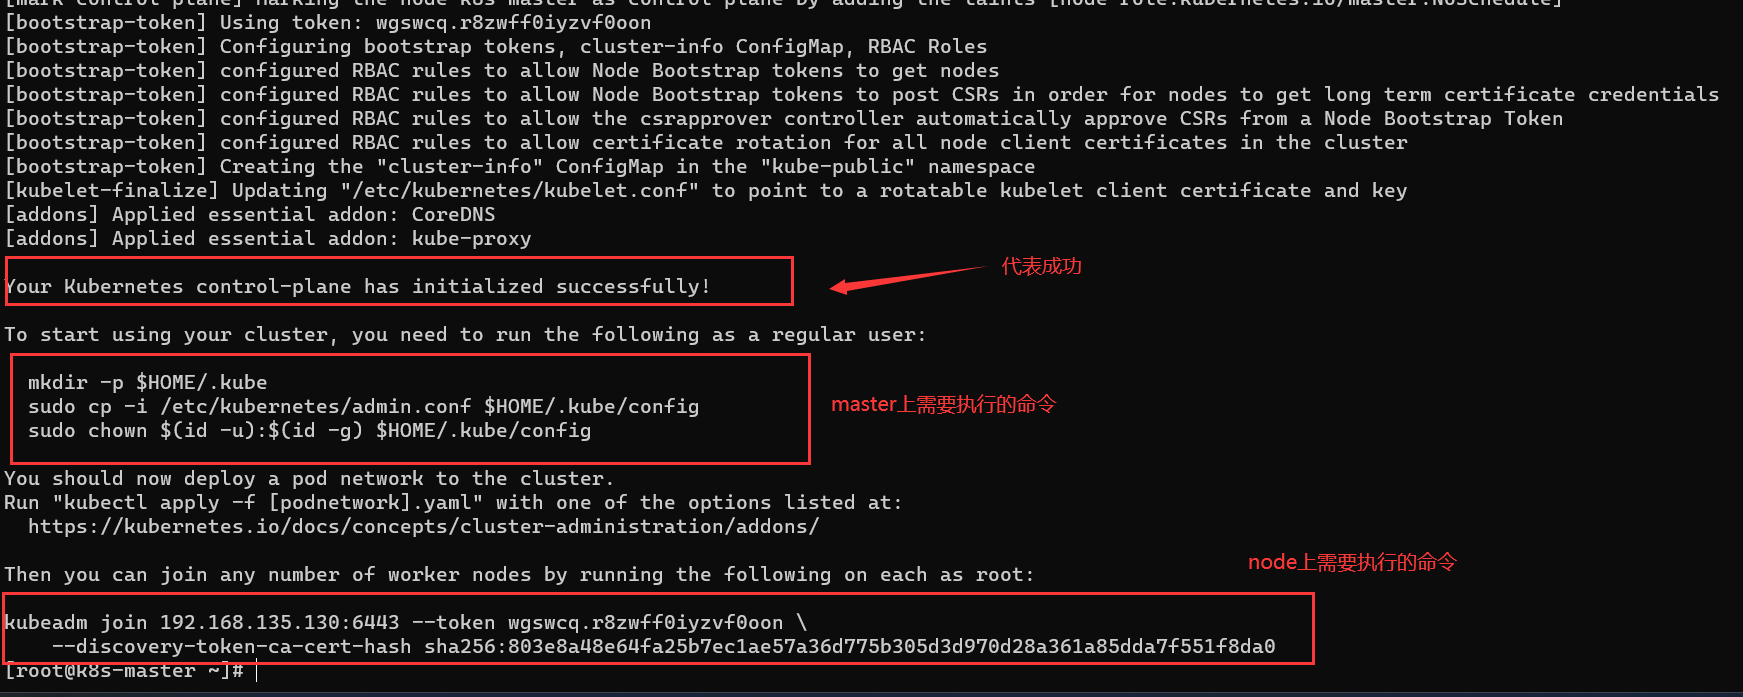 [mark-control-plane] Marking the node k8s-master as control-plane by adding the taints [node-role.kubernetes.io/master:NoSchedule]
[bootstrap-token] Using token: wgswcq.r8zwff0iyzvf0oon
[bootstrap-token] Configuring bootstrap tokens, cluster-info ConfigMap, RBAC Roles
[bootstrap-token] configured RBAC rules to allow Node Bootstrap tokens to get nodes
[bootstrap-token] configured RBAC rules to allow Node Bootstrap tokens to post CSRs in order for nodes to get long term certificate credentials
[bootstrap-token] configured RBAC rules to allow the csrapprover controller automatically approve CSRs from a Node Bootstrap Token
[bootstrap-token] configured RBAC rules to allow certificate rotation for all node client certificates in the cluster
[bootstrap-token] Creating the "cluster-info" ConfigMap in the "kube-public" namespace
[kubelet-finalize] Updating "/etc/kubernetes/kubelet.conf" to point to a rotatable kubelet client certificate and key
[addons] Applied essential addon: CoreDNS
[addons] Applied essential addon: kube-proxy
代表成功
Your Kubernetes control-plane has initialized successfully!
To start using your cluster, you need to run the following as a regular user:
mkdir -p $HOME/.kube
sudo cp -i /etc/kubernetes/admin.conf $HOME/.kube/config
master上需要执行的命令
sudo chown $(id -u):$(id -g) $HOME/.kube/config
You should now deploy a pod network to the cluster.
Run "kubectl apply -f [podnetwork].yaml" with one of the options listed at:
https://kubernetes.io/docs/concepts/cluster-administration/addons/
node上需要执行的命令
Then you can join any number of worker nodes by running the following on each as root:
kubeadm join 192.168.135.130:6443 --token wgswcq.r8zwff0iyzvf0oon \
--discovery-token-ca-cert-hash sha256:803e8a48e64fa25b7ec1ae57a36d775b305d3d970d28a361a85dda7f551f8da0
[root@k8s-master ~]#